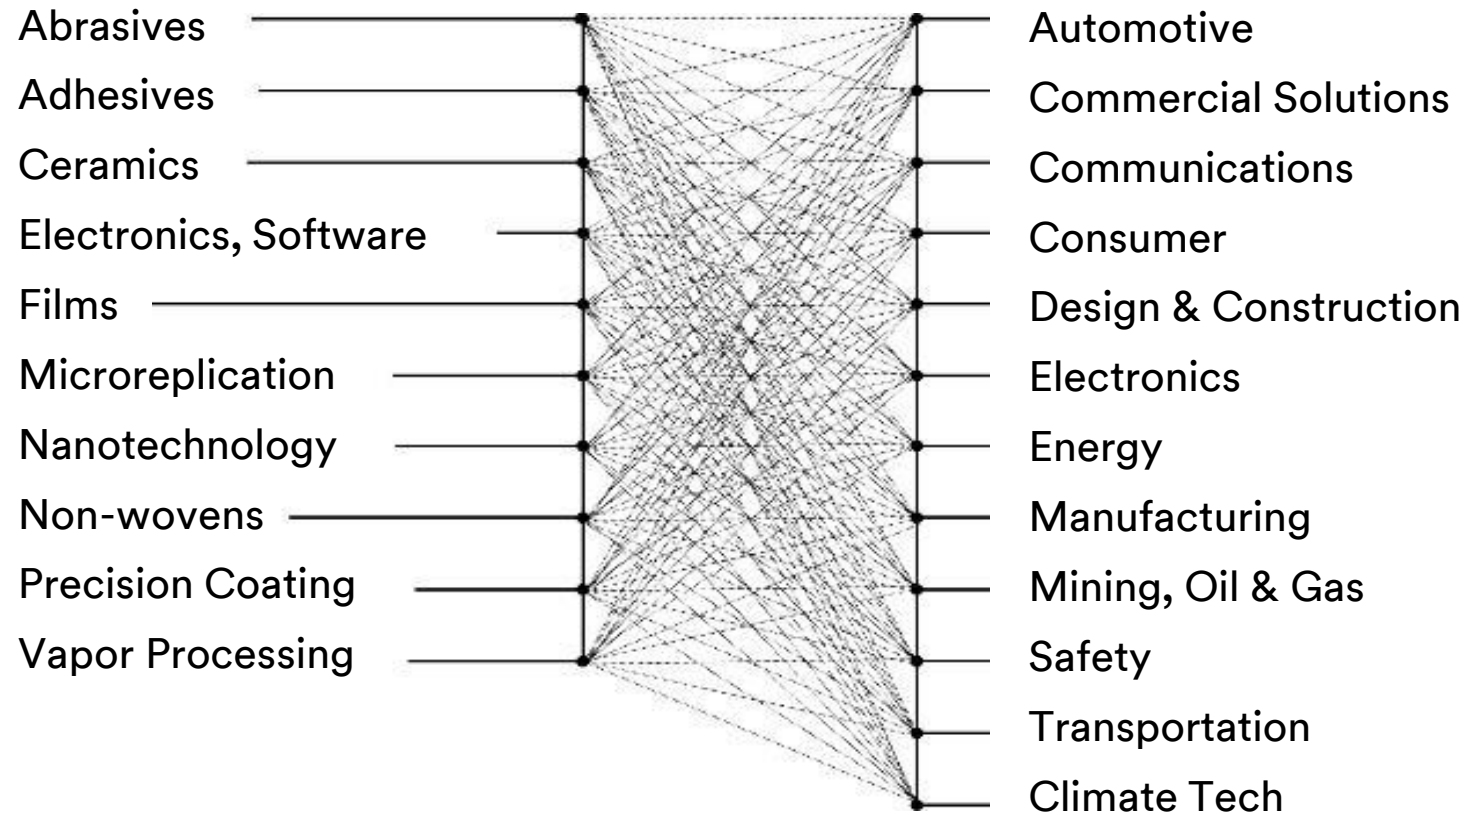 Abrasives
Adhesives
Ceramics
Electronics, Software
Films
Microreplication
Nanotechnology
Non-wovens
Precision Coating
Vapor Processing
Automotive
Commercial Solutions
Communications
Consumer
Design & Construction
Electronics
Energy
Manufacturing
Mining, Oil & Gas
Safety
Transportation
Climate Tech